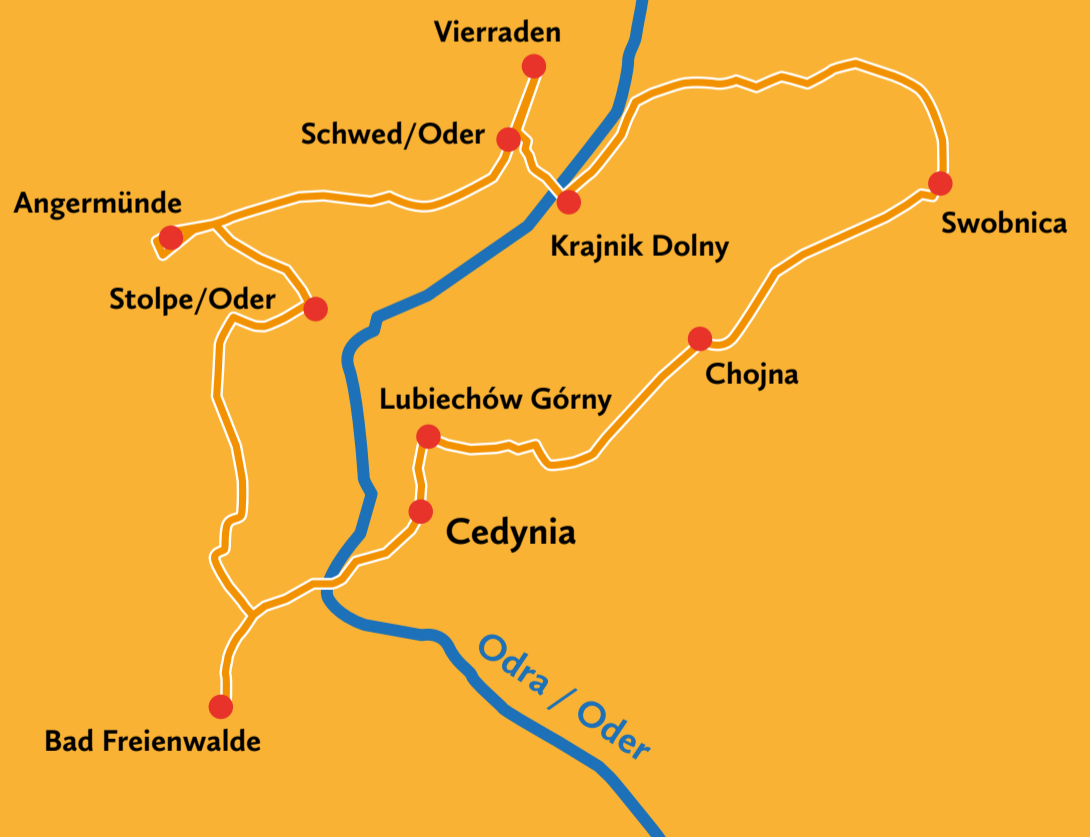 Vierraden
Schwed/Oder
Angermünde
Swobnica
Krajnik Dolny
Stolpe/Oder
Chojna
Lubiechów Górny
Cedynia
Odra / Oder
Bad Freienwalde